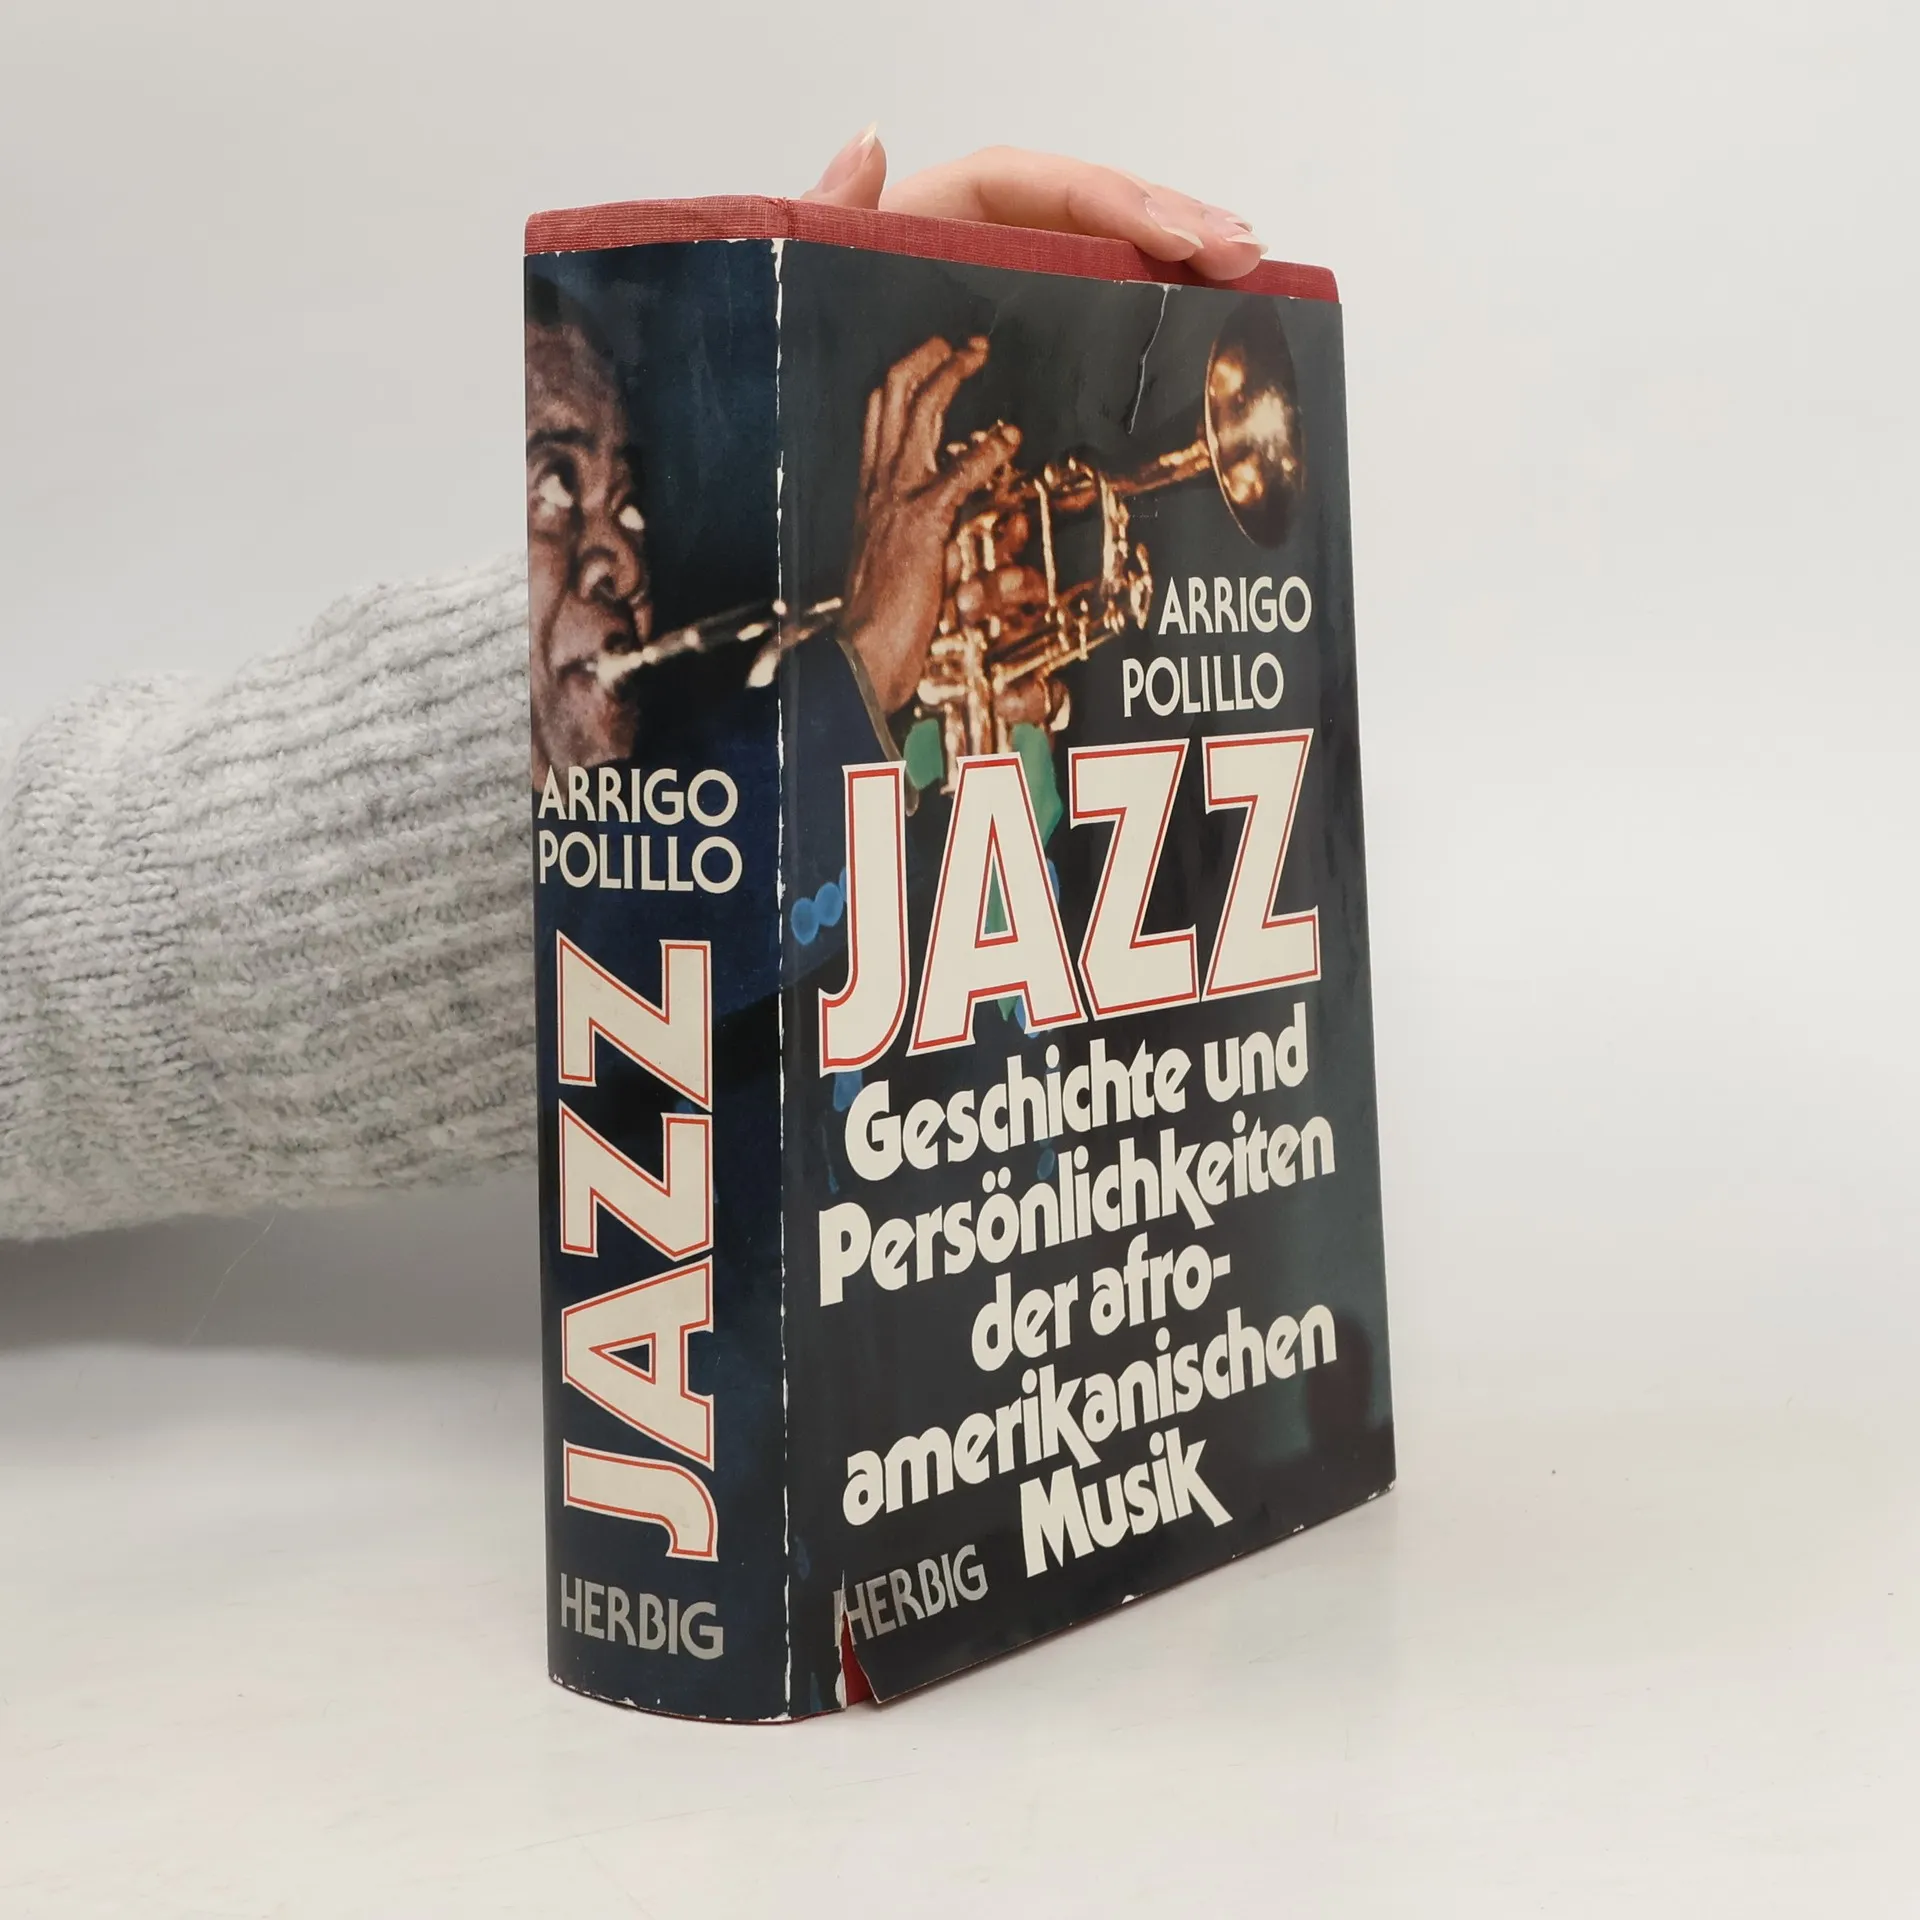 ARRIGO
POLILLO
JAZZ
HERBIG
ARRIGO
POLILLO
JAZZ
Geschichte und
Persönlichkeiten
der afro-
amerikanischen
Musik
HERBIG